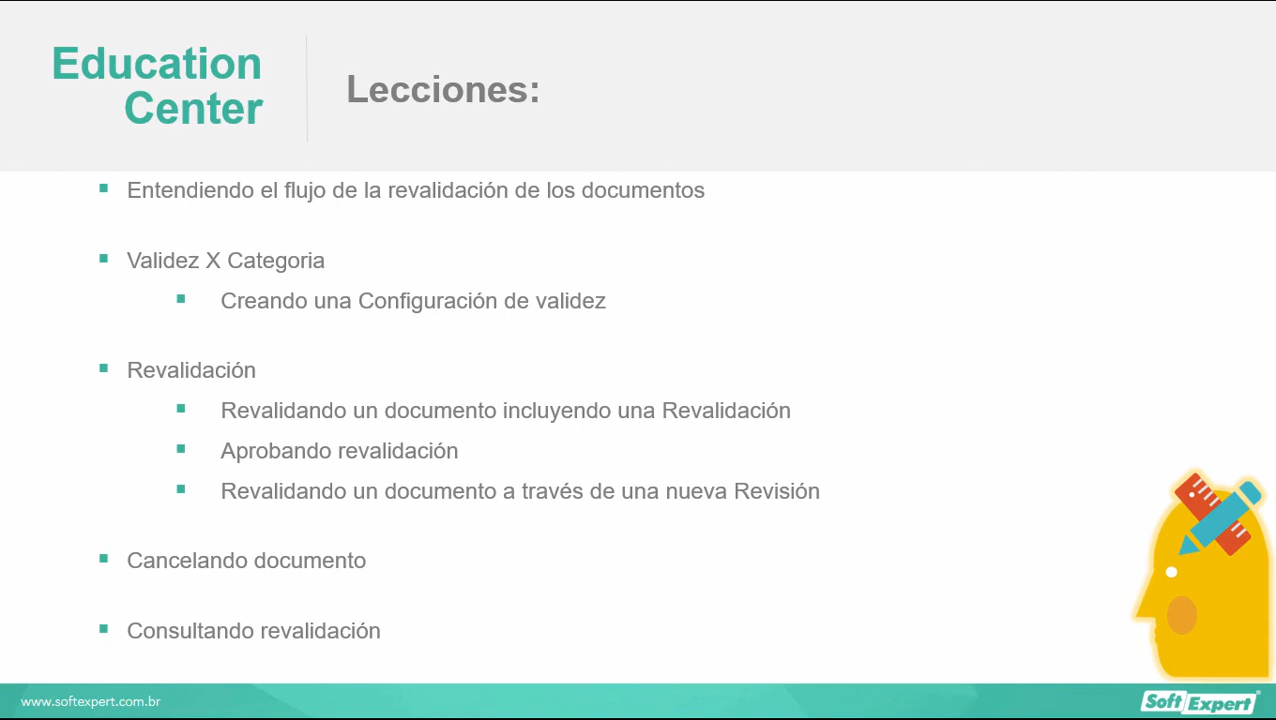 Education
Center
Lecciones:
Entendiendo el flujo de la revalidación de los documentos
Validez X Categoria
Creando una Configuración de validez
Revalidación
Revalidando un documento incluyendo una Revalidación
Aprobando revalidación
Revalidando un documento a través de una nueva Revisión
Cancelando documento
Consultando revalidación
www.softexpert.com.br
SoftExpert